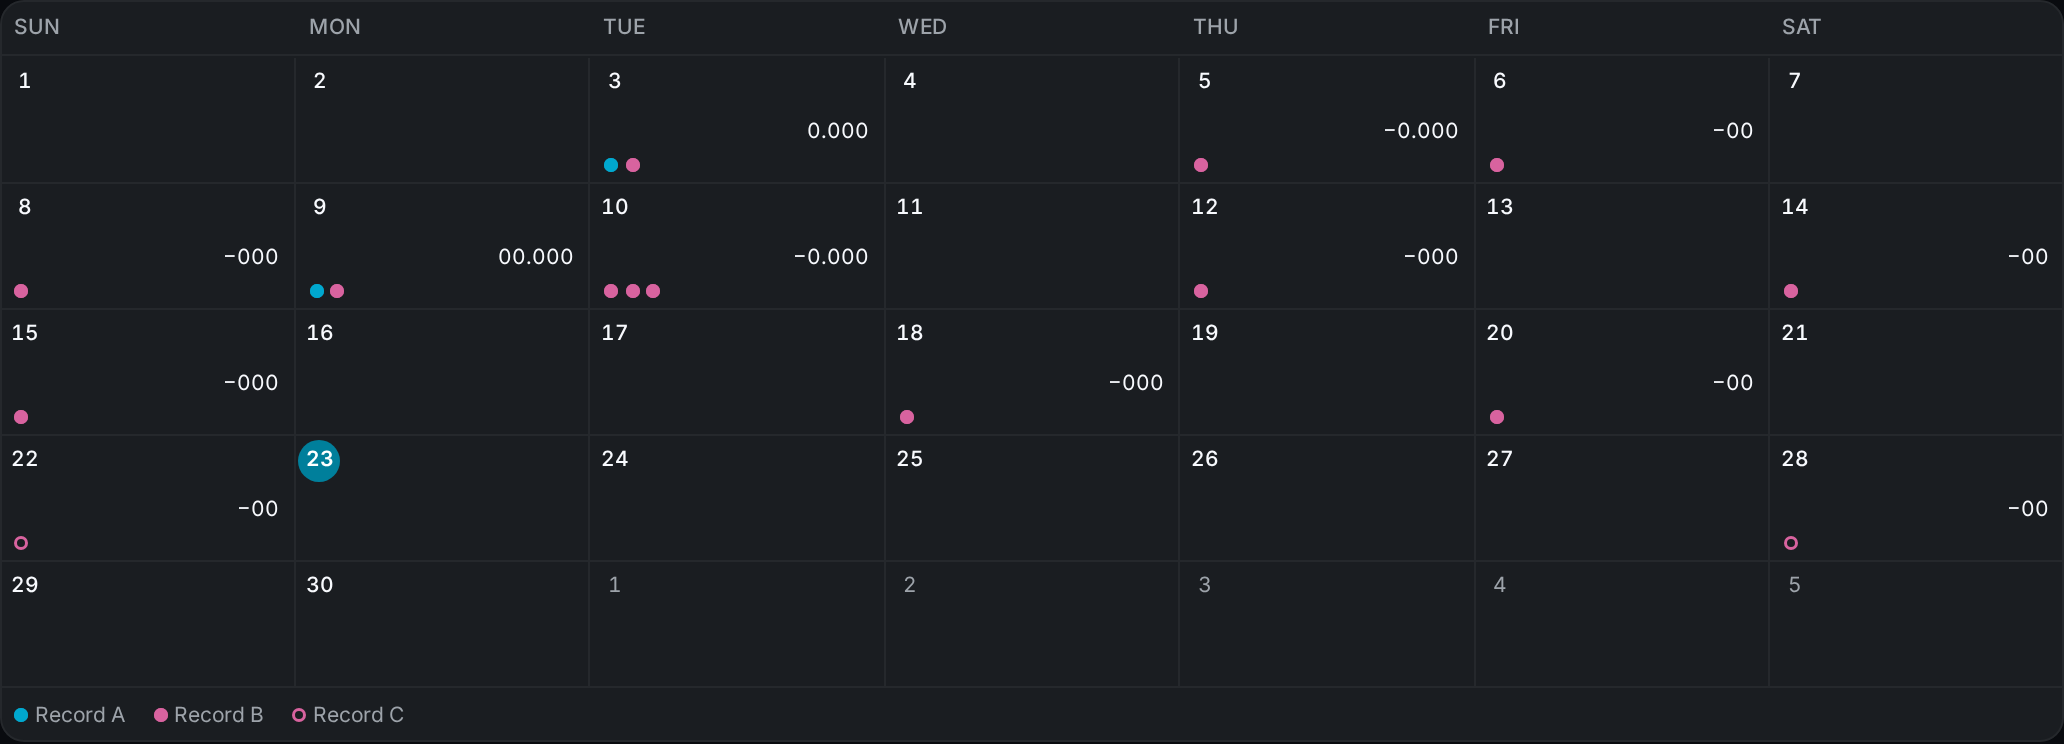 SUN MON TUE WED THU FRI SAT
1 2 3 4 5 6 7
0.000 −0.000 −00
8 9 10 11 12 13 14
−000 00.000 −0.000 −000 −00
15 16 17 18 19 20 21
−000 −000 −00
22 23 24 25 26 27 28
−00 −00
29 30 1 2 3 4 5
Record A Record B Record C